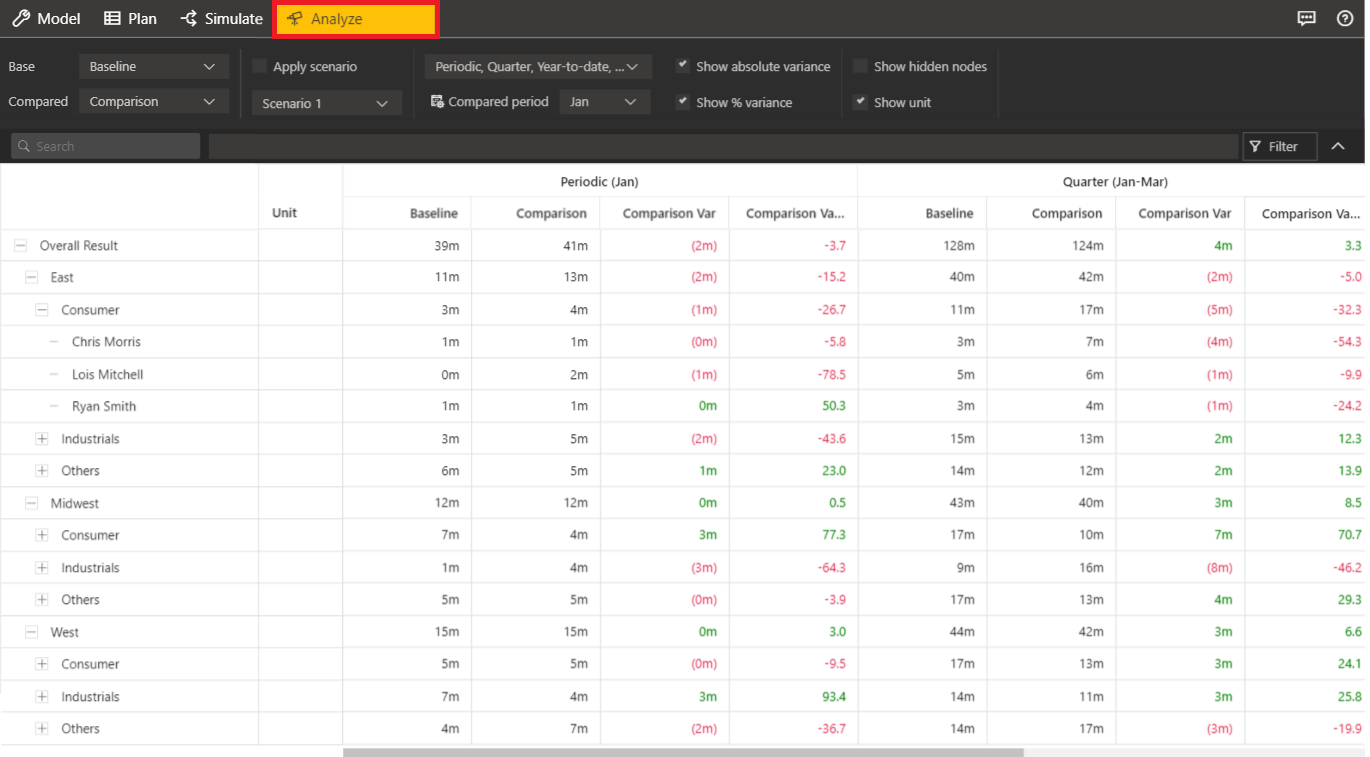 Model Plan Simulate Analyze
Base Baseline Apply scenario Periodic, Quarter, Year-to-date, ... Show absolute variance Show hidden nodes
Compared Comparison Scenario 1 Compared period Jan Show % variance Show unit
Search Filter
Periodic (Jan) Quarter (Jan-Mar)
Unit Baseline Comparison Comparison Var Comparison Va... Baseline Comparison Comparison Var Comparison Va...
Overall Result 39m 41m (2m) -3.7 128m 124m 4m 3.3
East 11m 13m (2m) -15.2 40m 42m (2m) -5.0
Consumer 3m 4m (1m) -26.7 11m 17m (5m) -32.3
Chris Morris 1m 1m (0m) -5.8 3m 7m (4m) -54.3
Lois Mitchell 0m 2m (1m) -78.5 5m 6m (1m) -9.9
Ryan Smith 1m 1m 0m 50.3 3m 4m (1m) -24.2
Industrials 3m 5m (2m) -43.6 15m 13m 2m 12.3
Others 6m 5m 1m 23.0 14m 12m 2m 13.9
Midwest 12m 12m 0m 0.5 43m 40m 3m 8.5
Consumer 7m 4m 3m 77.3 17m 10m 7m 70.7
Industrials 1m 4m (3m) -64.3 9m 16m (8m) -46.2
Others 5m 5m (0m) -3.9 17m 13m 4m 29.3
West 15m 15m 0m 3.0 44m 42m 3m 6.6
Consumer 5m 5m (0m) -9.5 17m 13m 3m 24.1
Industrials 7m 4m 3m 93.4 14m 11m 3m 25.8
Others 4m 7m (2m) -36.7 14m 17m (3m) -19.9